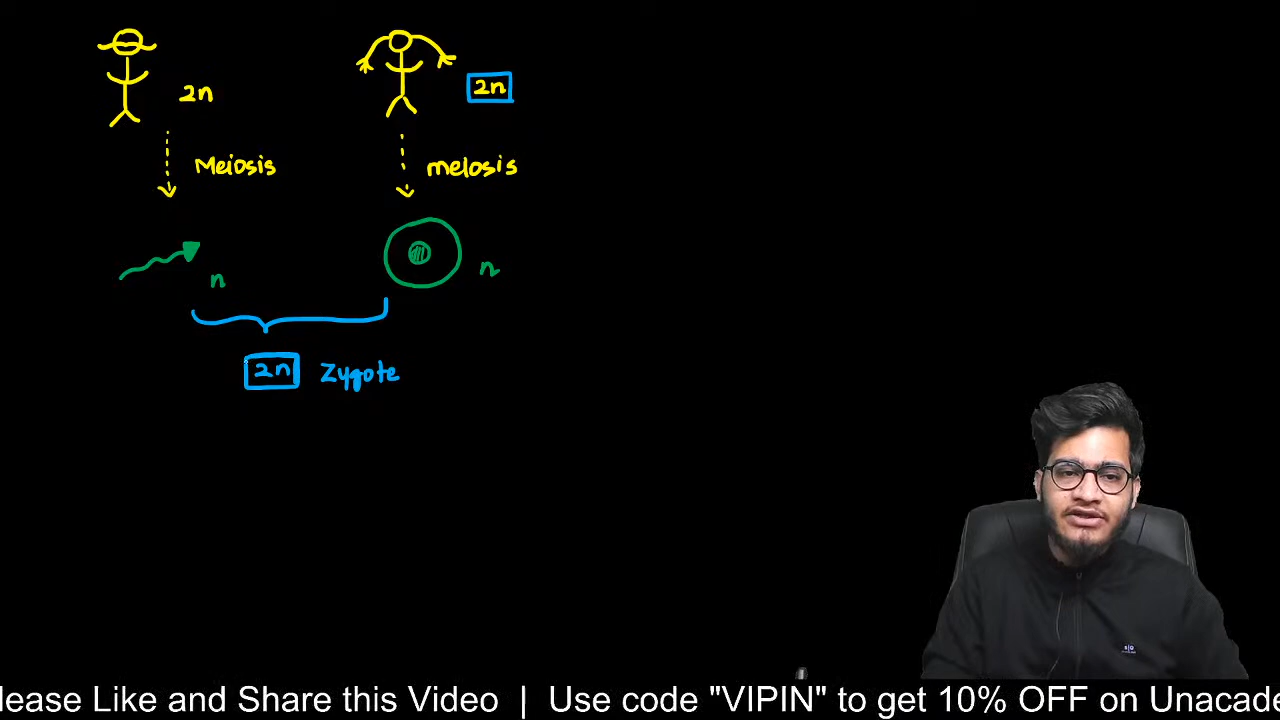 2n
2n
Meiosis
meiosis
n
n
2n Zygote
lease Like and Share this Video | Use code "VIPIN" to get 10% OFF on Unacade